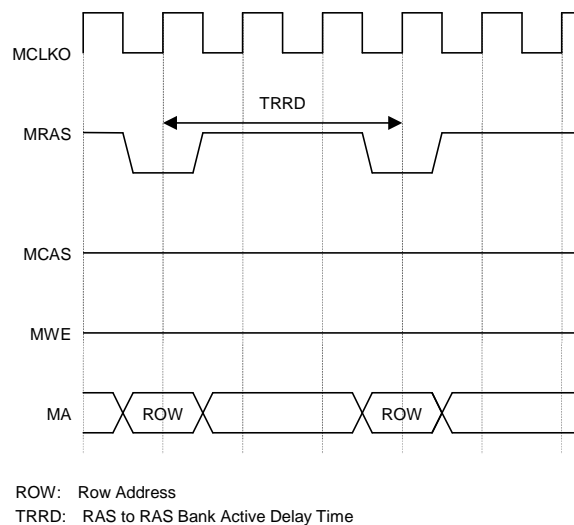 MCLKO
TRRD
MRAS
MCAS
MWE
MA
ROW
ROW
ROW: Row Address
TRRD: RAS to RAS Bank Active Delay Time